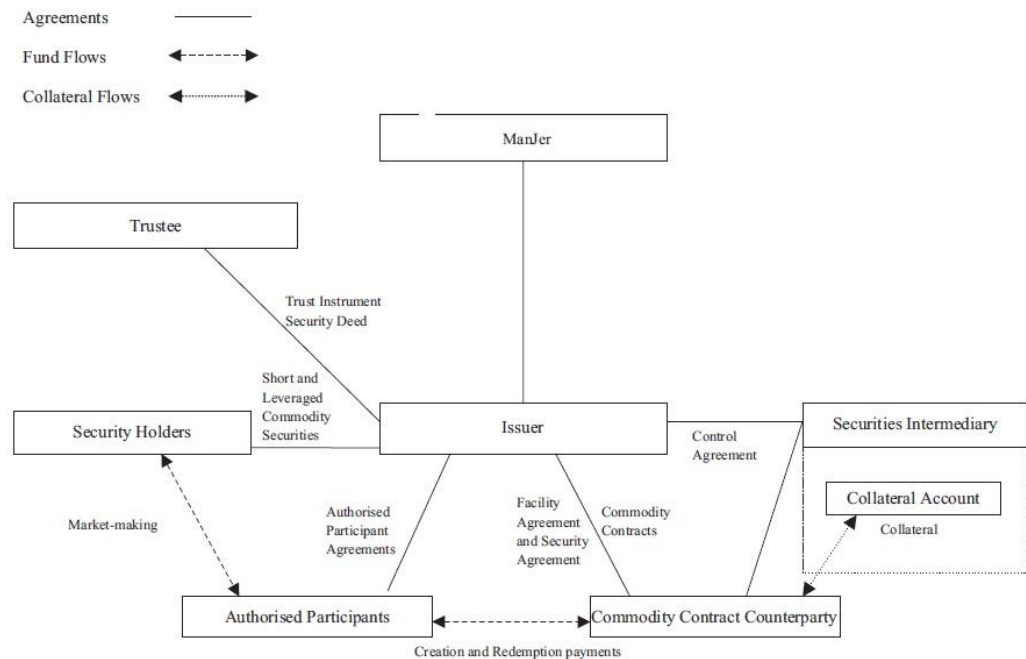 Agreements
Fund Flows
Collateral Flows
ManJer
Trustee
Trust Instrument
Security Deed
Short and
Leveraged
Commodity
Securities
Security Holders
Issuer
Control
Agreement
Securities Intermediary
Collateral Account
Collateral
Market-making
Authorised
Participant
Agreements
Facility
Agreement
and Security
Agreement
Commodity
Contracts
Authorised Participants
Commodity Contract Counterparty
Creation and Redemption payments